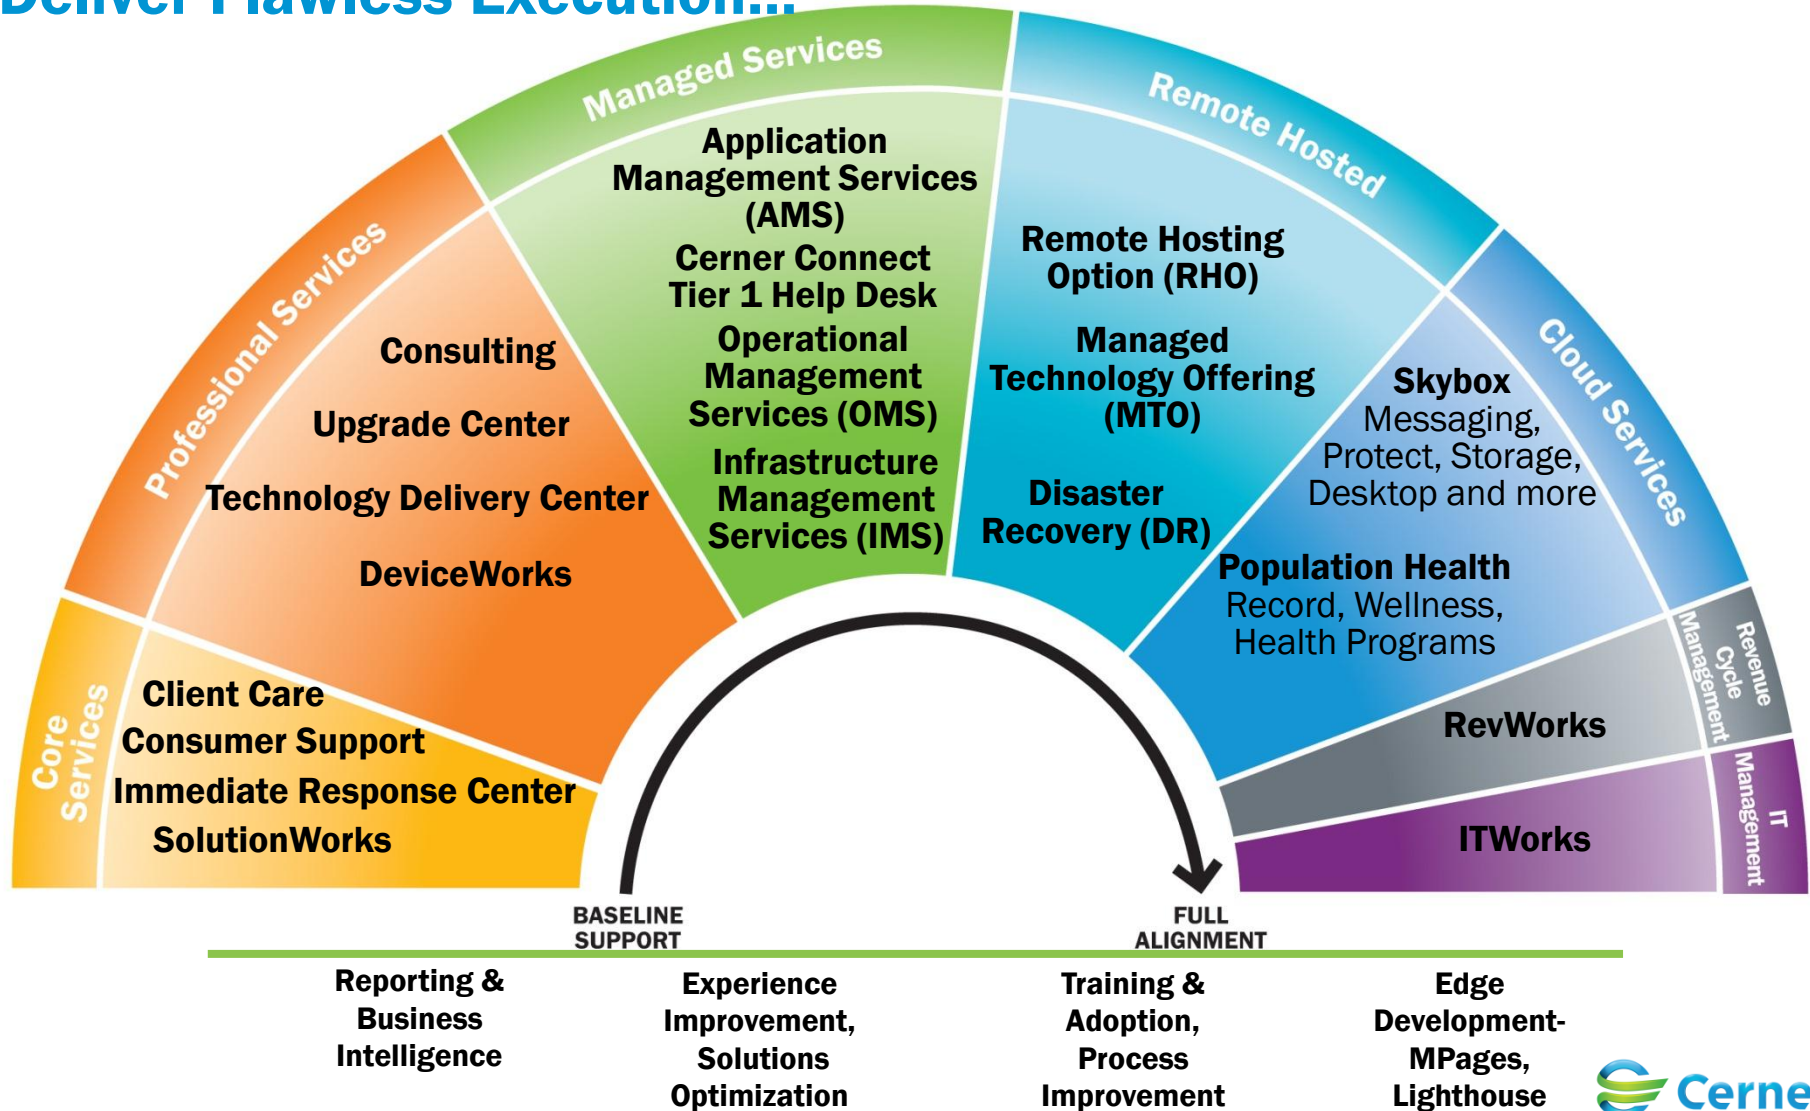 Deliver Flawless Execution...
Core
Services
Client Care
Consumer Support
Immediate Response Center
SolutionWorks
Professional Services
Consulting
Upgrade Center
Technology Delivery Center
DeviceWorks
Managed Services
Application
Management Services
(AMS)
Cerner Connect
Tier 1 Help Desk
Operational
Management
Services (OMS)
Infrastructure
Management
Services (IMS)
Remote Hosted
Remote Hosting
Option (RHO)
Managed
Technology Offering
(MTO)
Disaster
Recovery (DR)
Cloud Services
Skybox
Messaging,
Protect, Storage,
Desktop and more
Population Health
Record, Wellness,
Health Programs
Revenue
Cycle
Management
RevWorks
IT
Management
ITWorks
BASELINE
SUPPORT
FULL
ALIGNMENT
Reporting &
Business
Intelligence
Experience
Improvement,
Solutions
Optimization
Training &
Adoption,
Process
Improvement
Edge
Development-
MPages,
Lighthouse
Cerne